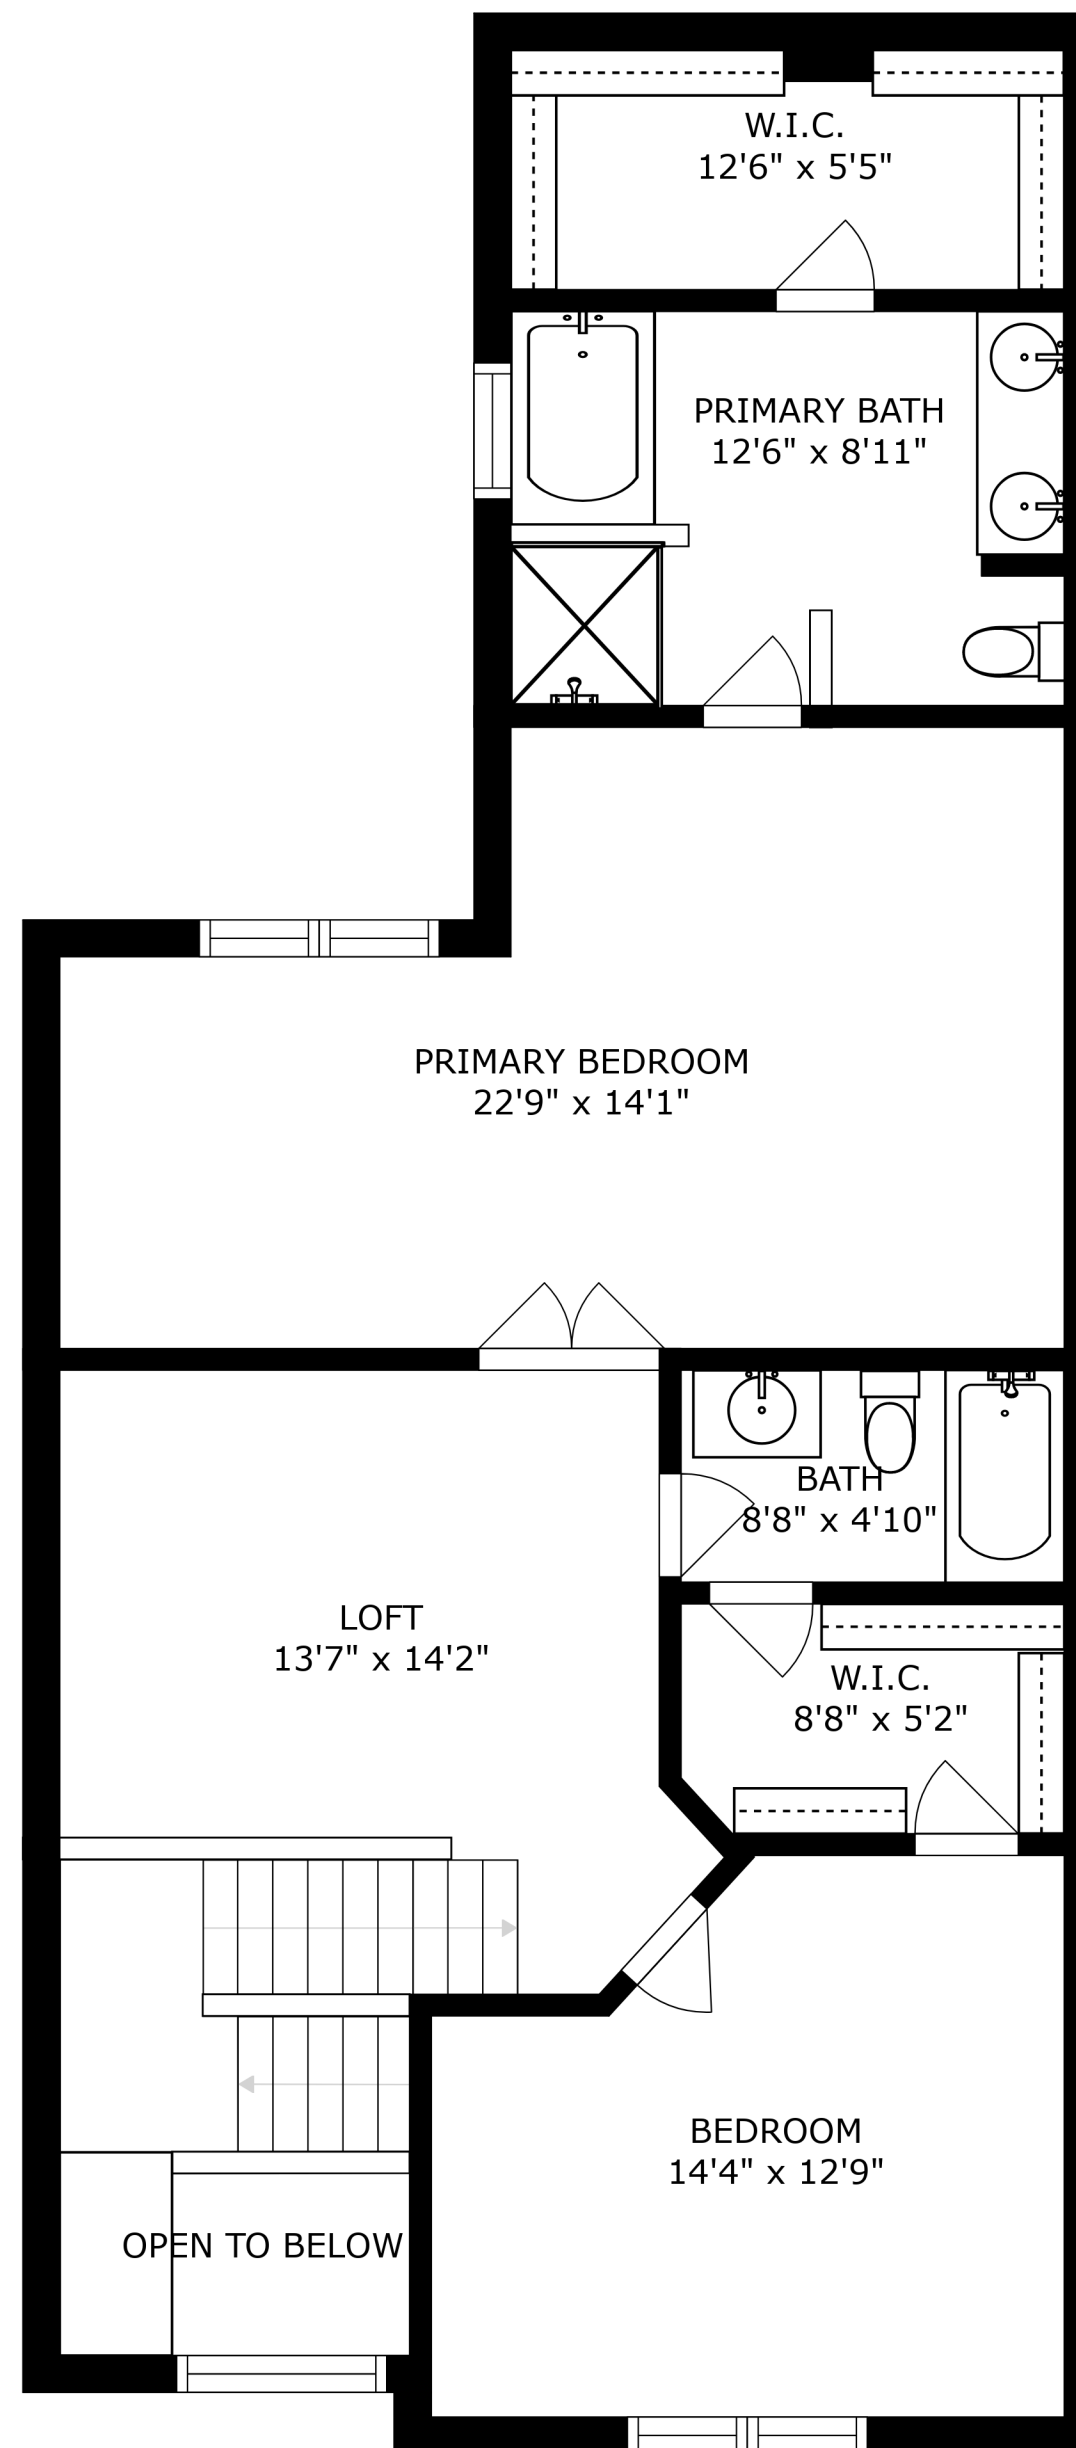 W.I.C.
12'6" x 5'5"
PRIMARY BATH
12'6" x 8'11"
PRIMARY BEDROOM
22'9" x 14'1"
BATH
8'8" x 4'10"
LOFT
13'7" x 14'2"
W.I.C.
8'8" x 5'2"
BEDROOM
14'4" x 12'9"
OPEN TO BELOW